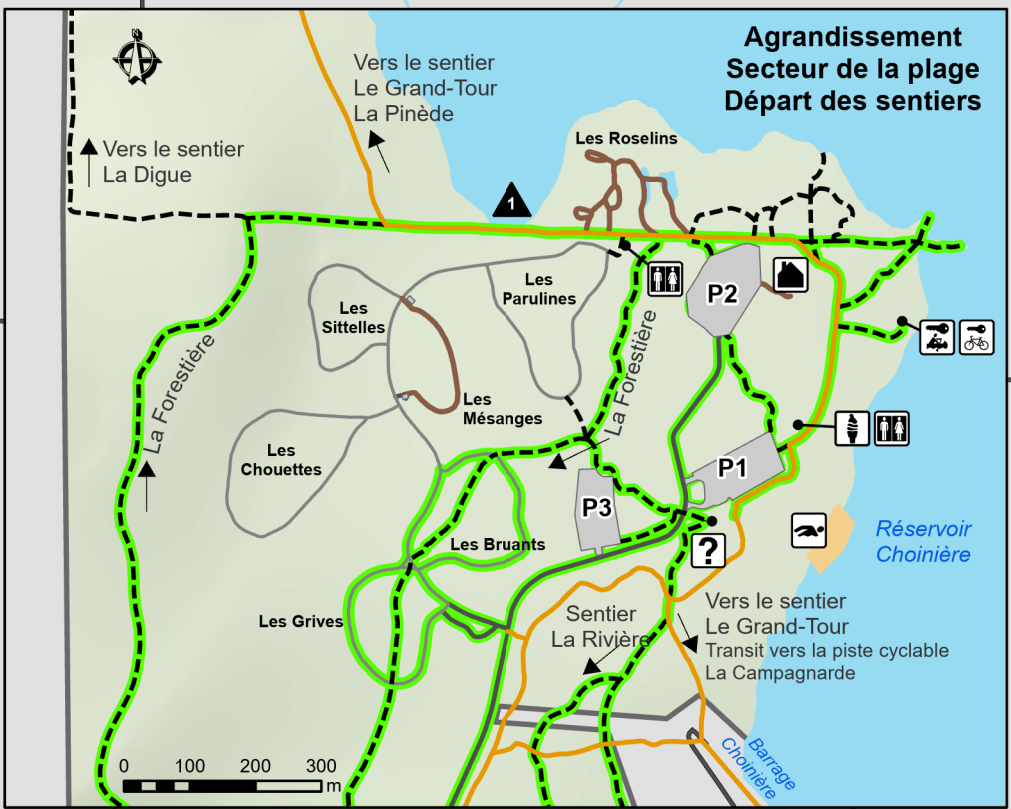 Agrandissement
Secteur de la plage
Départ des sentiers
N
Vers le sentier
Le Grand-Tour
La Pinède
Vers le sentier
La Digue
Les Roselins
1
Les
Parulines
Les
Sittelles
P2
La Forestière
La Forestière
Les
Mésanges
Les
Chouettes
P1
P3
?
Les Bruants
Réservoir
Choinière
Les Grives
Sentier
La Rivière
Vers le sentier
Le Grand-Tour
Transit vers la piste cyclable
La Campagnarde
Barrage
Choinière
0 100 200 300
m